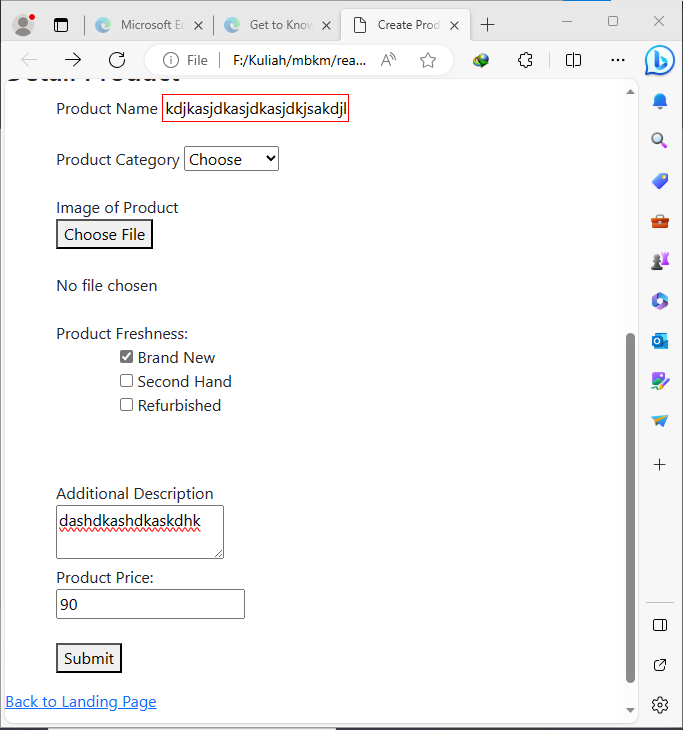 Microsoft Ed
Get to Know
Create Prod
File
F:/Kuliah/mbkm/rea...
Detail Product
Product Name kdjkasjdkasjdkasjdkjsakdjl
Product Category Choose
Image of Product
Choose File
No file chosen
Product Freshness:
Brand New
Second Hand
Refurbished
Additional Description
dashdkashdkaskdhk
Product Price:
90
Submit
Back to Landing Page